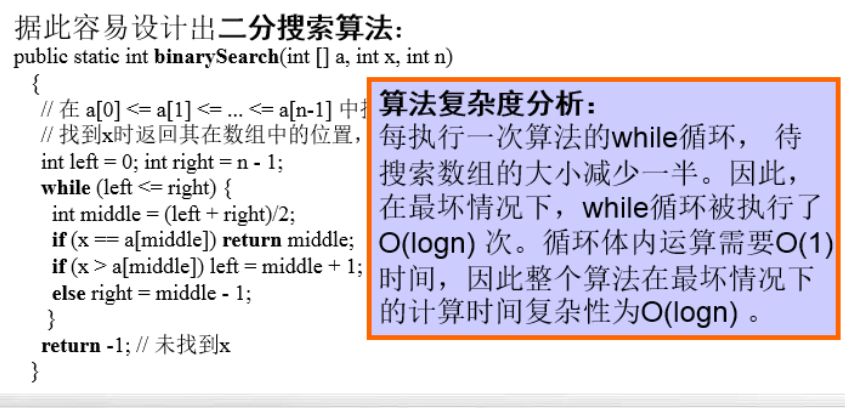 据此容易设计出二分搜索算法：
public static int binarySearch(int [] a, int x, int n)
{
// 在 a[0] <= a[1] <= ... <= a[n-1] 中
// 找到x时返回其在数组中的位置，
int left = 0; int right = n - 1;
while (left <= right) {
int middle = (left + right)/2;
if (x == a[middle]) return middle;
if (x > a[middle]) left = middle + 1;
else right = middle - 1;
}
return -1; // 未找到x
}
算法复杂度分析：
每执行一次算法的while循环， 待
搜索数组的大小减少一半。因此，
在最坏情况下，while循环被执行了
O(logn) 次。循环体内运算需要O(1)
时间，因此整个算法在最坏情况下
的计算时间复杂性为O(logn) 。